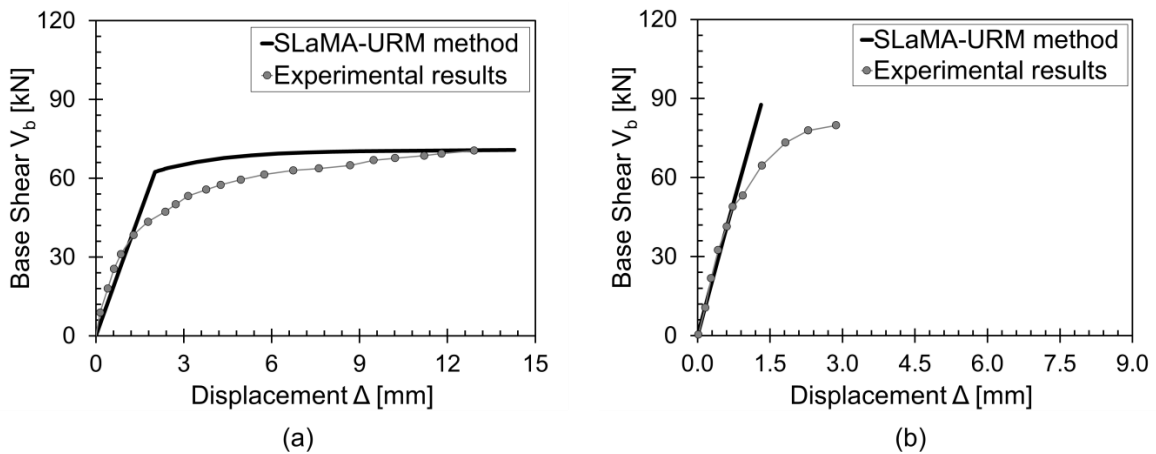 120
90
60
30
0
Base Shear V_b [kN]
SLaMA-URM method
Experimental results
0 3 6 9 12 15
Displacement Δ [mm]
(a)
120
90
60
30
0
Base Shear V_b [kN]
SLaMA-URM method
Experimental results
0.0 1.5 3.0 4.5 6.0 7.5 9.0
Displacement Δ [mm]
(b)